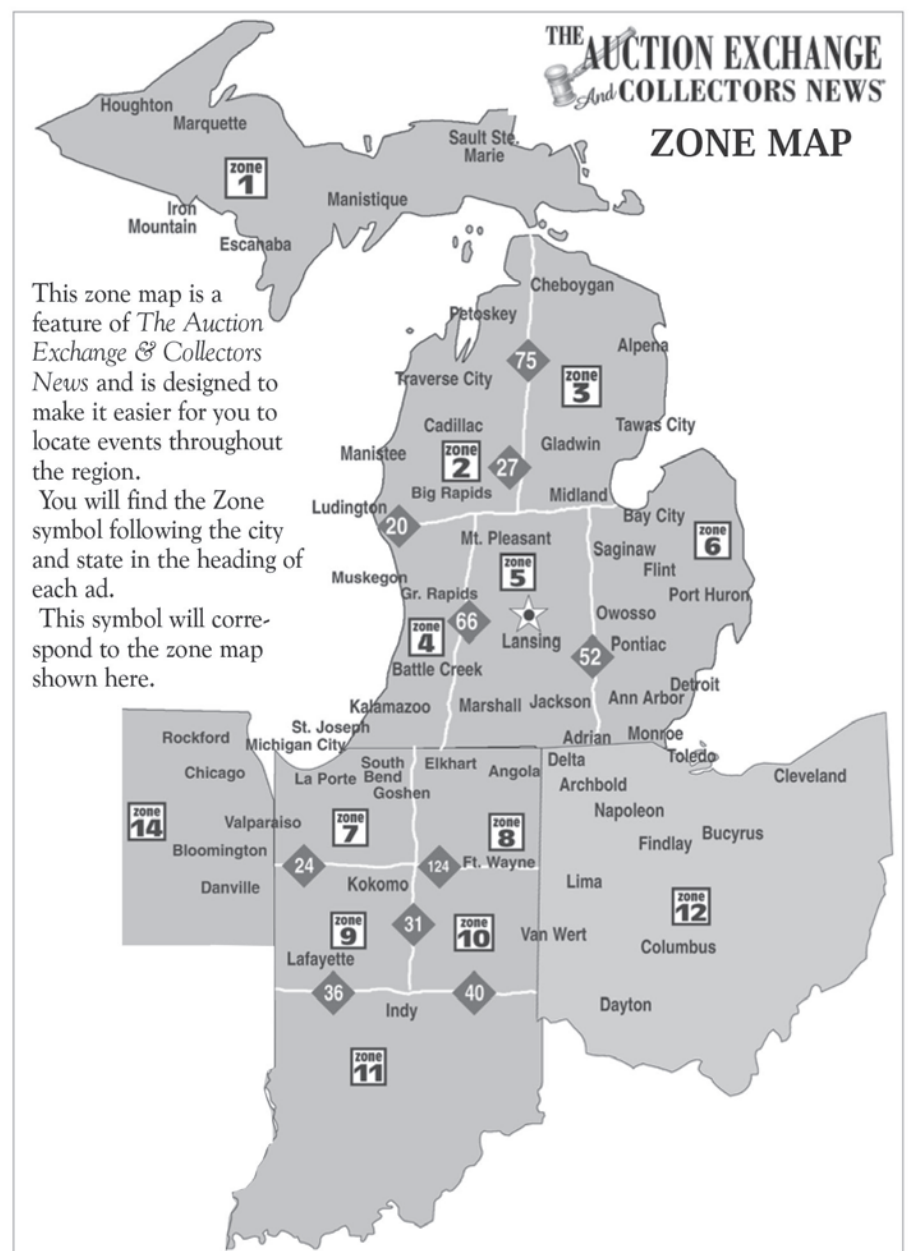 THE
AUCTION EXCHANGE
And COLLECTORS NEWS
ZONE MAP
Houghton
Marquette
Sault Ste.
Marie
zone
1
Manistique
Iron
Mountain
Escanaba
This zone map is a
feature of The Auction
Exchange & Collectors
News and is designed to
make it easier for you to
locate events throughout
the region.
You will find the Zone
symbol following the city
and state in the heading of
each ad.
This symbol will corre-
spond to the zone map
shown here.
Cheboygan
Petoskey
Alpena
75
Traverse City
zone
3
Cadillac
Tawas City
Gladwin
Manistee
zone
2
27
Big Rapids
Midland
Ludington
20
Bay City
Mt. Pleasant
zone
6
Saginaw
zone
5
Flint
Muskegon
Gr. Rapids
Port Huron
Owosso
66
zone
4
Lansing
Pontiac
52
Battle Creek
Detroit
Ann Arbor
Kalamazoo
Marshall
Jackson
St. Joseph
Monroe
Adrian
Rockford
Michigan City
Toledo
South
Bend
Elkhart
Delta
Chicago
La Porte
Angola
Cleveland
Goshen
Archbold
Napoleon
zone
14
Valparaiso
zone
7
zone
8
Bucyrus
Findlay
Bloomington
24
124
Ft. Wayne
Danville
Kokomo
Lima
zone
12
zone
9
31
zone
10
Van Wert
Columbus
Lafayette
36
40
Indy
Dayton
zone
11